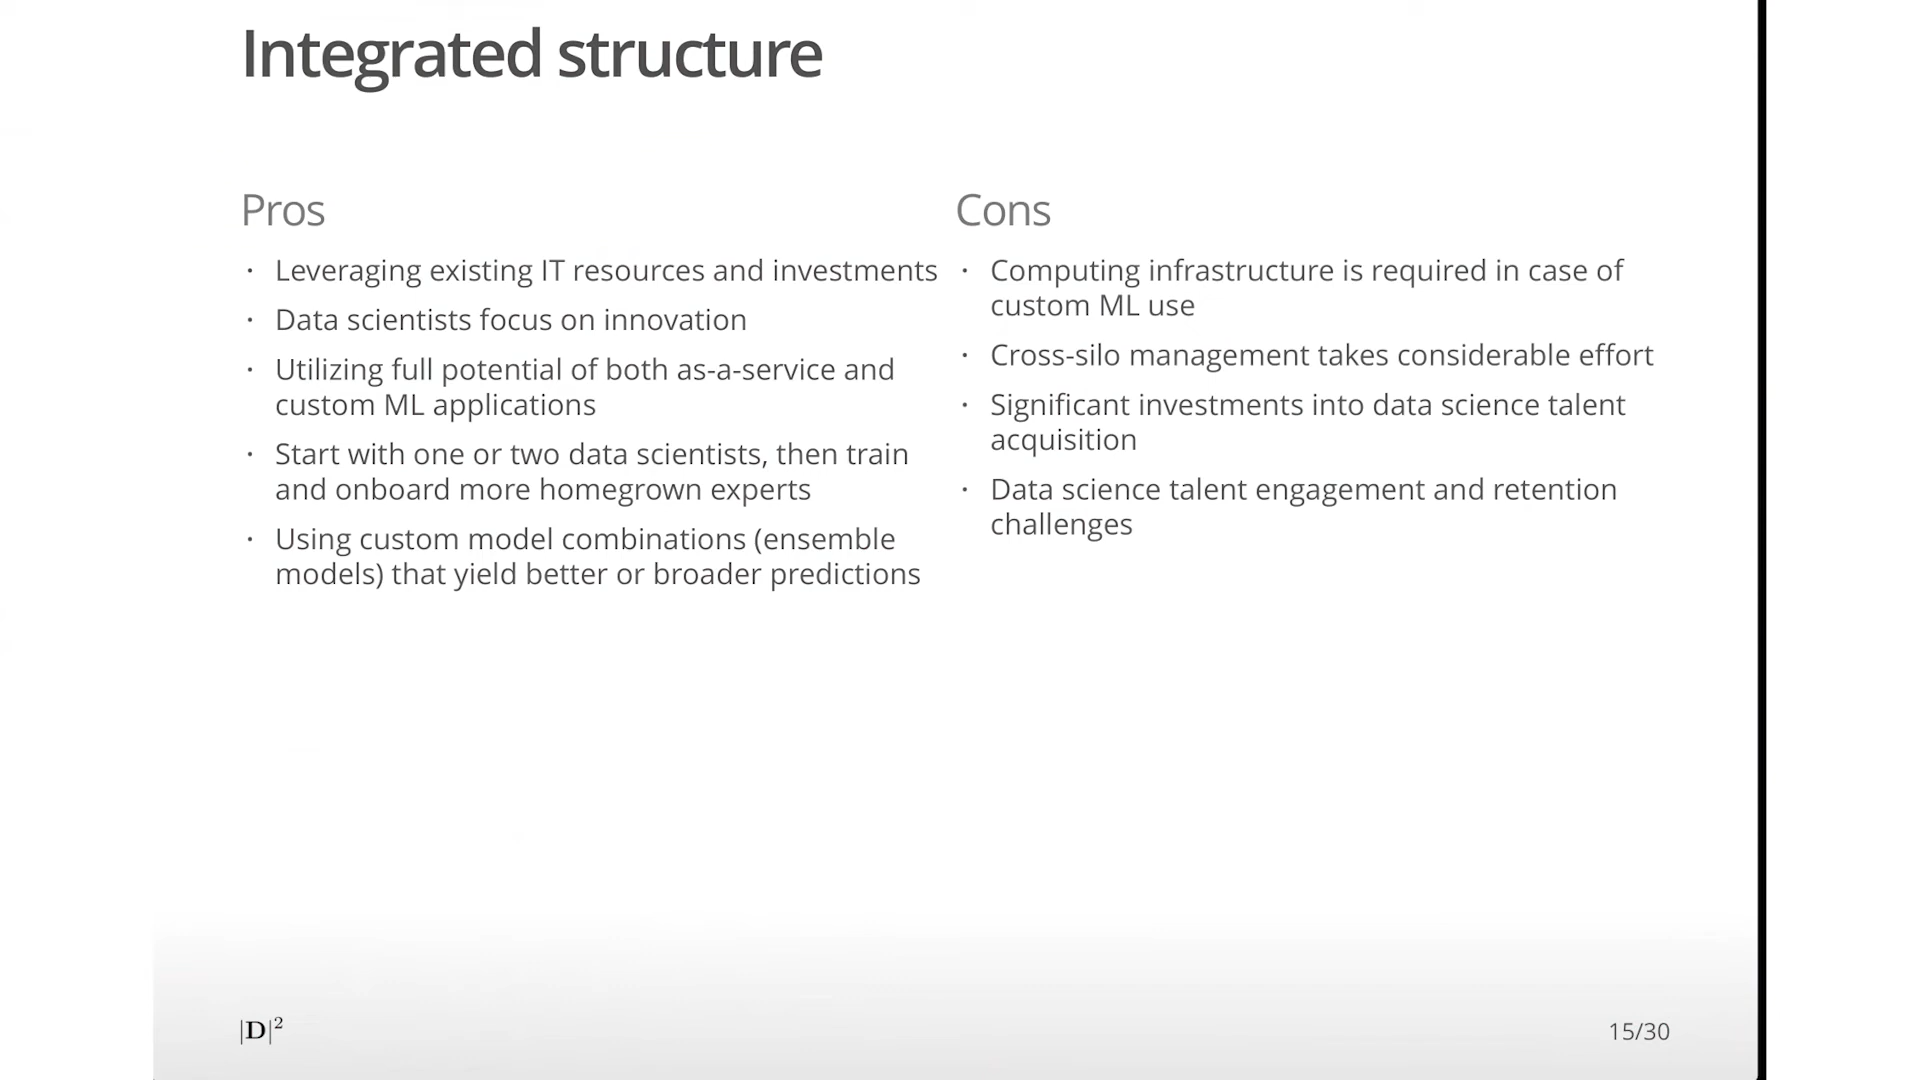 Integrated structure
Pros
· Leveraging existing IT resources and investments
· Data scientists focus on innovation
· Utilizing full potential of both as-a-service and
custom ML applications
· Start with one or two data scientists, then train
and onboard more homegrown experts
· Using custom model combinations (ensemble
models) that yield better or broader predictions
Cons
· Computing infrastructure is required in case of
custom ML use
· Cross-silo management takes considerable effort
· Significant investments into data science talent
acquisition
· Data science talent engagement and retention
challenges
|D|²
15/30